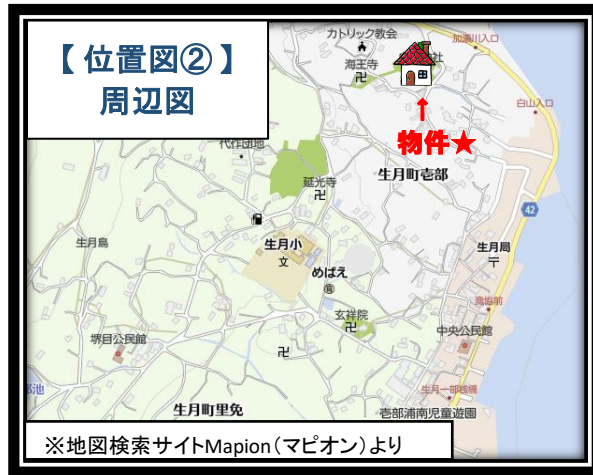 【 位置図② 】
周辺図
カトリック教会
加瀬川入口
海王寺
社
白山入口
物件★
代作団地
生月町壱部
延光寺
42
生月島
生月小
文
生月局
めばえ
漁協前
玄祥院
中央公民館
堺目公民館
池
生月一部桟橋
生月町里免
壱部浦南児童遊園
※地図検索サイトMapion(マピオン)より